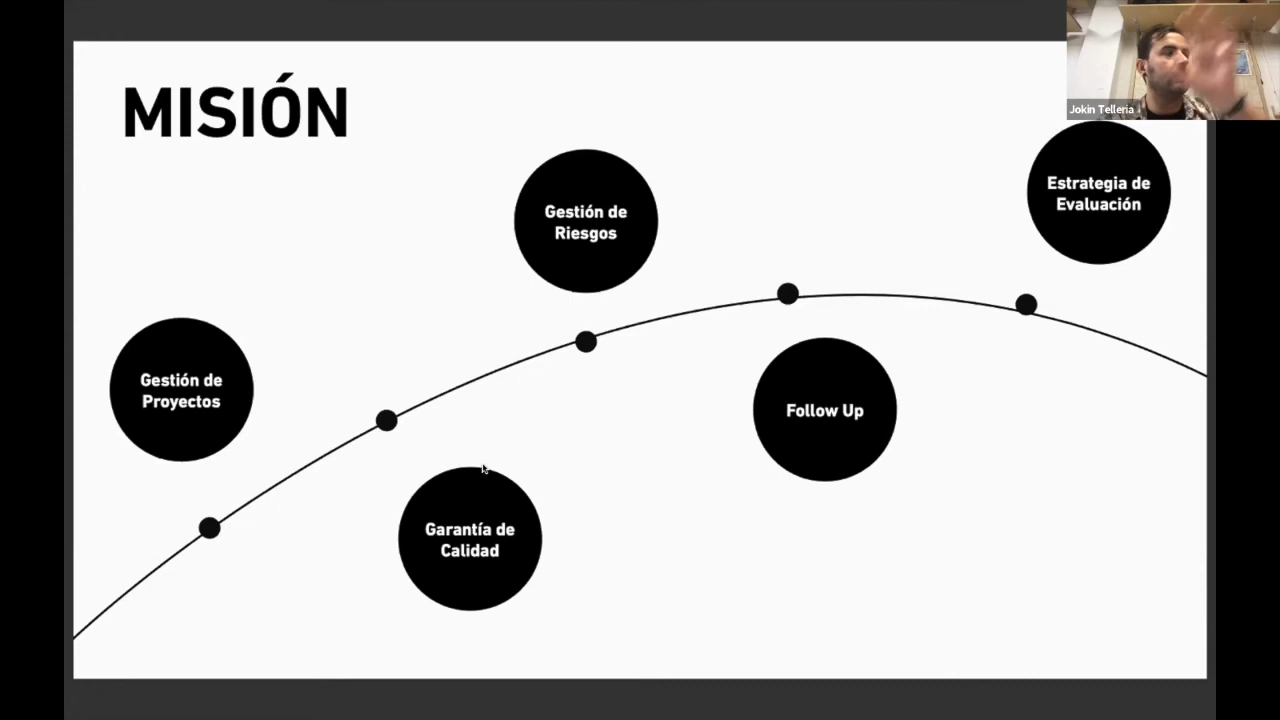 MISIÓN
Jokin Telleria
Gestión de
Riesgos
Estrategia de
Evaluación
Gestión de
Proyectos
Follow Up
Garantía de
Calidad